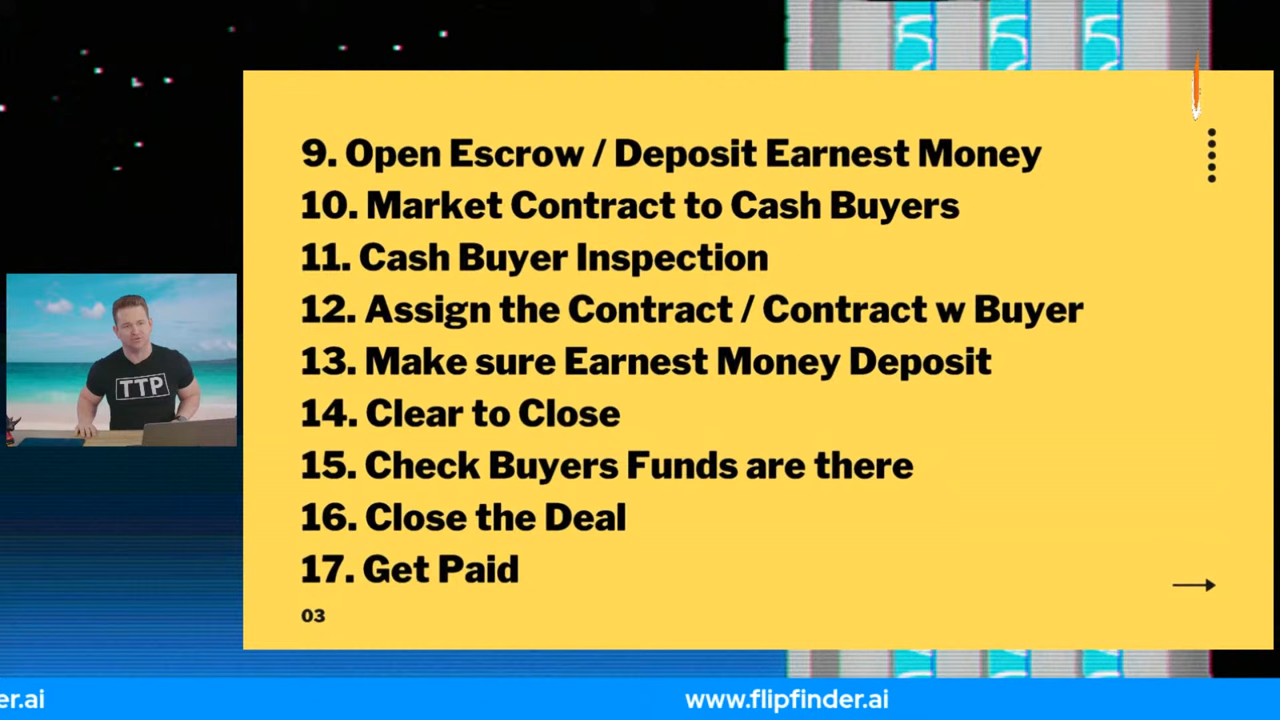 9. Open Escrow / Deposit Earnest Money
10. Market Contract to Cash Buyers
11. Cash Buyer Inspection
12. Assign the Contract / Contract w Buyer
13. Make sure Earnest Money Deposit
14. Clear to Close
15. Check Buyers Funds are there
16. Close the Deal
17. Get Paid
03
TTP
er.ai
www.flipfinder.ai